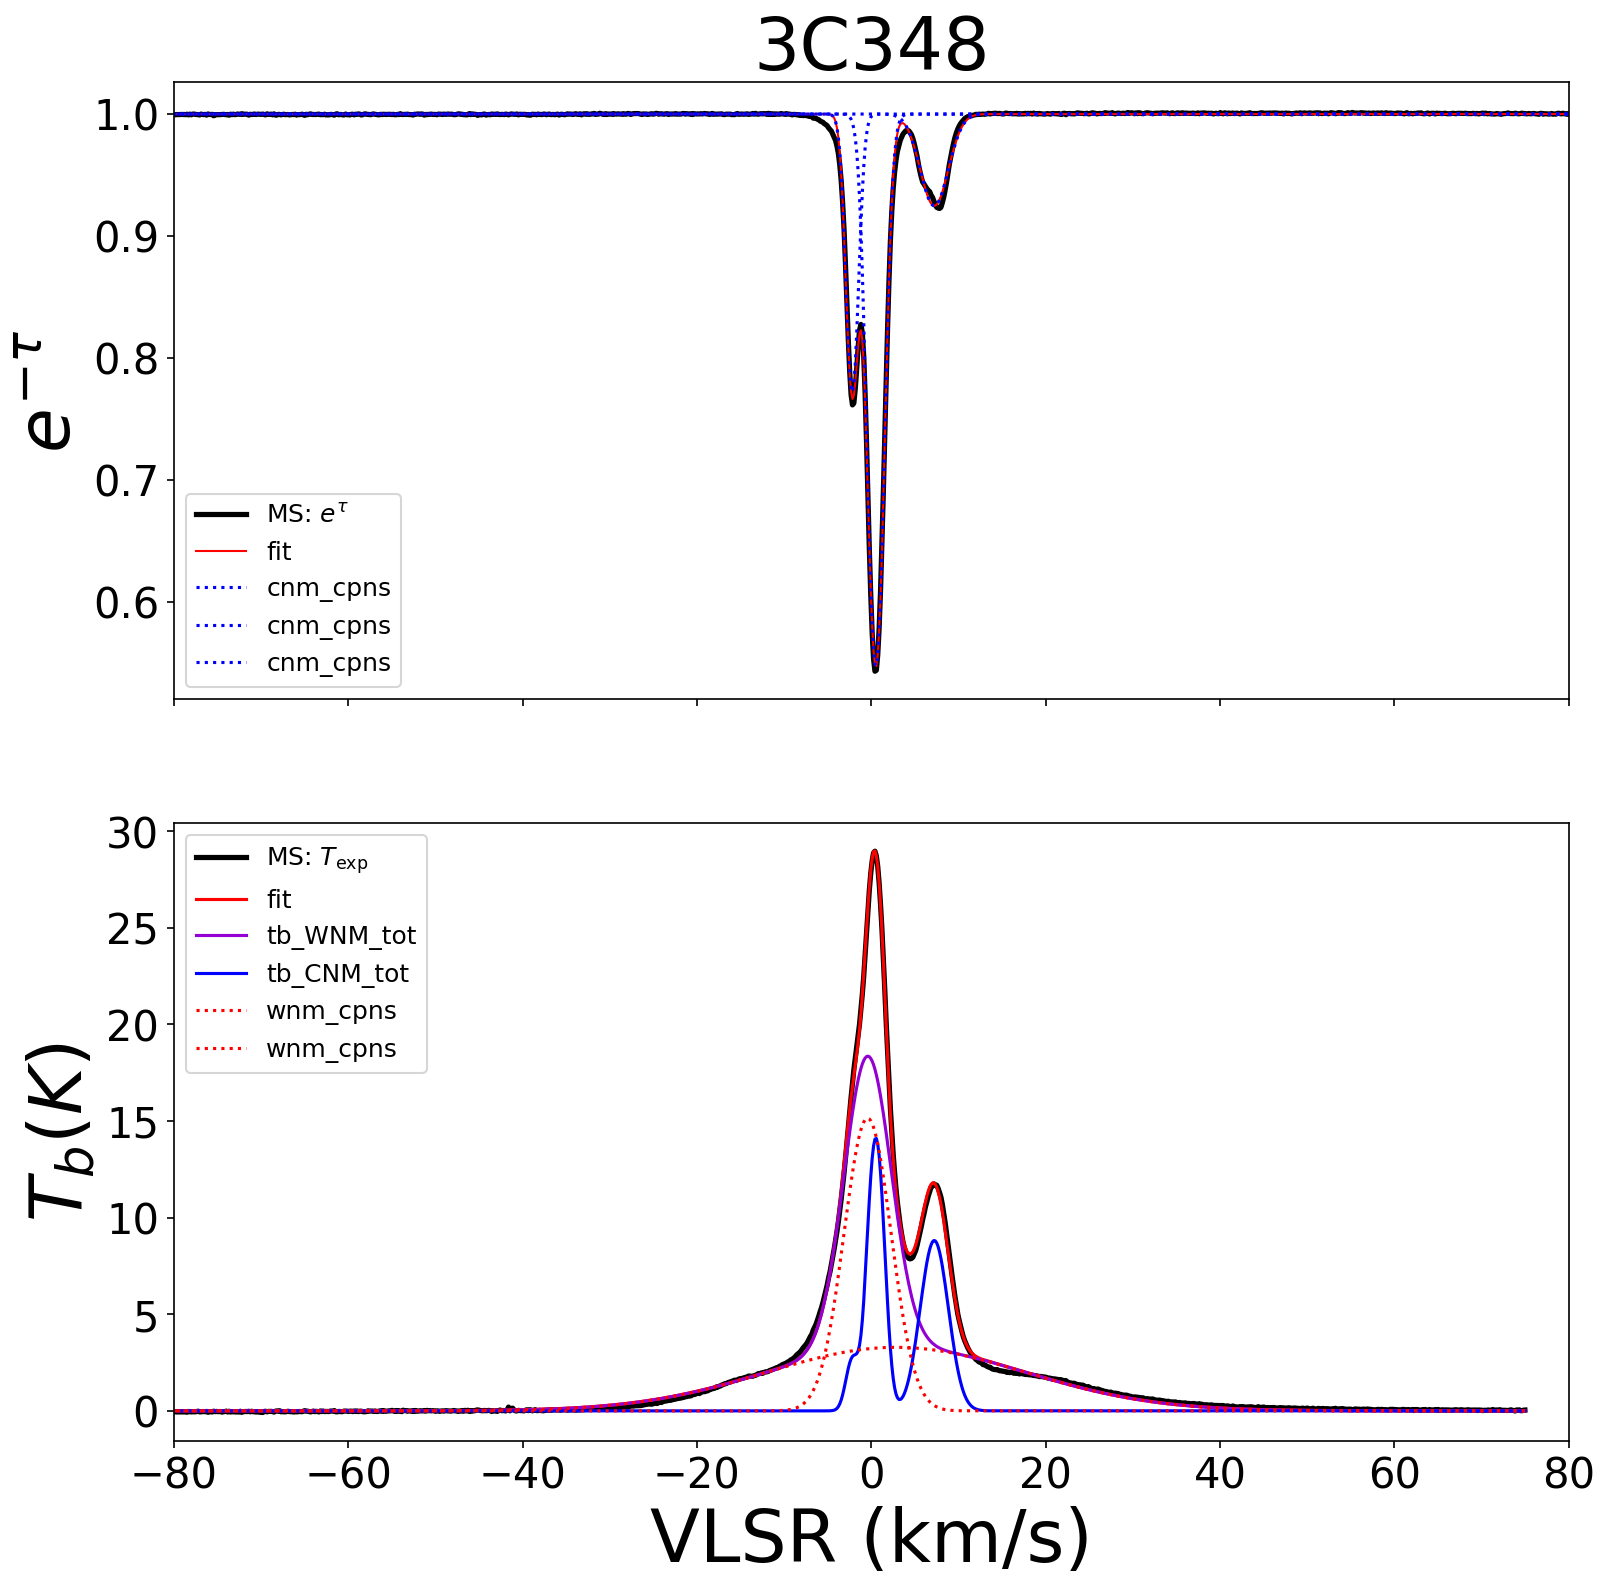 3C348
1.0
0.9
0.8
0.7
0.6
e^{-τ}
MS: e^τ
fit
cnm_cpns
cnm_cpns
cnm_cpns
30
25
20
15
10
5
0
T_b(K)
MS: T_exp
fit
tb_WNM_tot
tb_CNM_tot
wnm_cpns
wnm_cpns
−80 −60 −40 −20 0 20 40 60 80
VLSR (km/s)